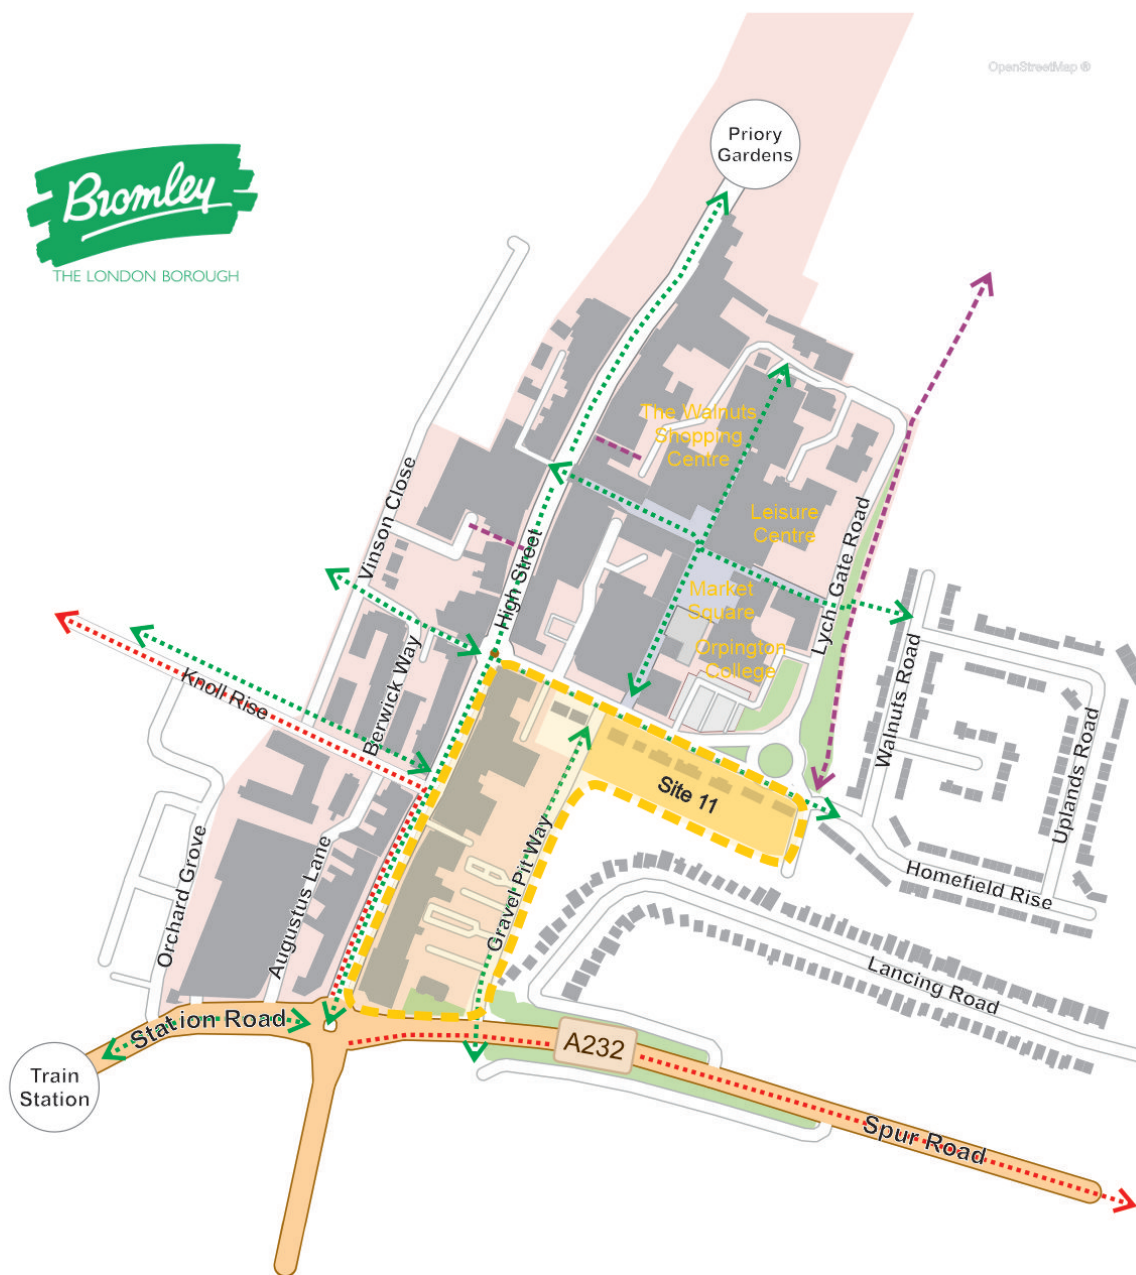 OpenStreetMap ®
Priory
Gardens
Bromley
THE LONDON BOROUGH
The Walnuts
Shopping
Centre
Vinson Close
Leisure
Centre
High Street
Lych Gate Road
Market
Square
Orpington
College
Knoll Rise
Berwick Way
Walnuts Road
Uplands Road
Site 11
Orchard Grove
Augustus Lane
Gravel Pit Way
Homefield Rise
Lancing Road
Station Road
A232
Train
Station
Spur Road